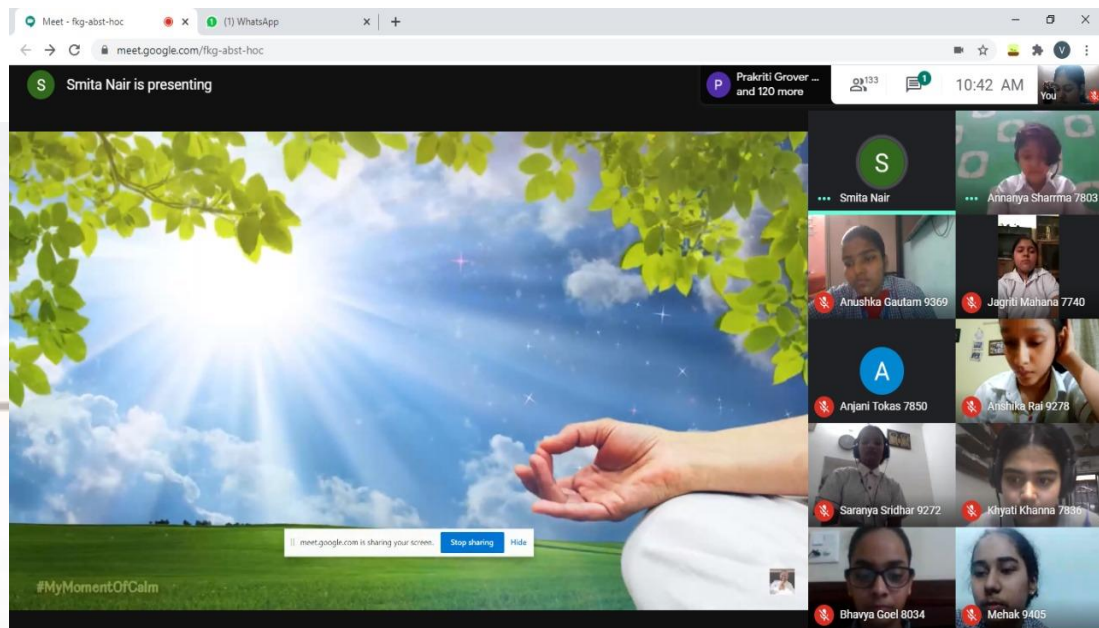 Meet - fkg-abst-hoc
(1) WhatsApp
meet.google.com/fkg-abst-hoc
V
S
Smita Nair is presenting
P
Prakriti Grover ...
and 120 more
133
1
10:42 AM
You
S
Smita Nair
Annanya Sharrma 7803
Anushka Gautam 9369
Jagriti Mahana 7740
A
Anjani Tokas 7850
Anshika Rai 9278
Saranya Sridhar 9272
Khyati Khanna 7836
Bhavya Goel 8034
Mehak 9405
meet.google.com is sharing your screen.
Stop sharing
Hide
#MyMomentOfCalm